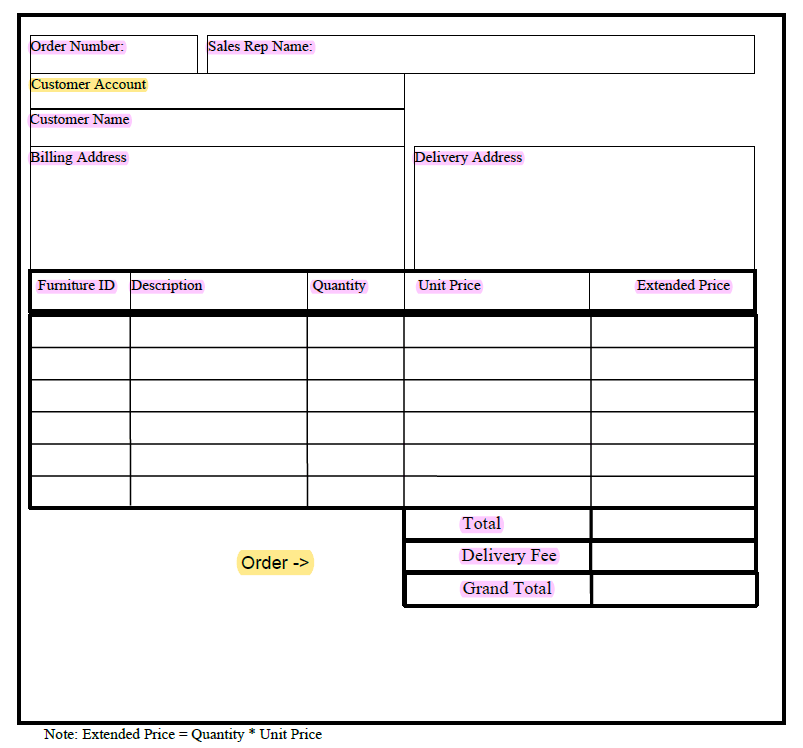 Order Number: Sales Rep Name:
Customer Account
Customer Name
Billing Address Delivery Address
Furniture ID Description Quantity Unit Price Extended Price
Total
Order -> Delivery Fee
Grand Total
Note: Extended Price = Quantity * Unit Price